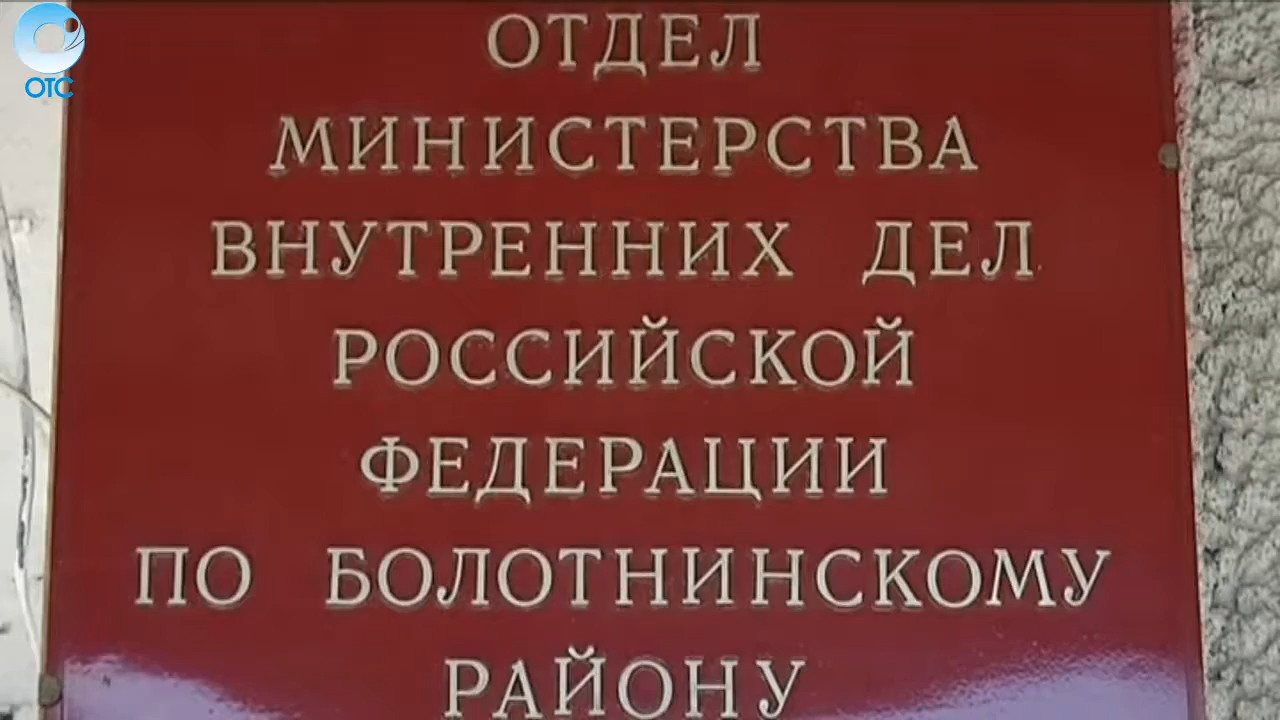 ОТС
ОТДЕЛ
МИНИСТЕРСТВА
ВНУТРЕННИХ ДЕЛ
РОССИЙСКОЙ
ФЕДЕРАЦИИ
ПО БОЛОТНИНСКОМУ
РАЙОНУ